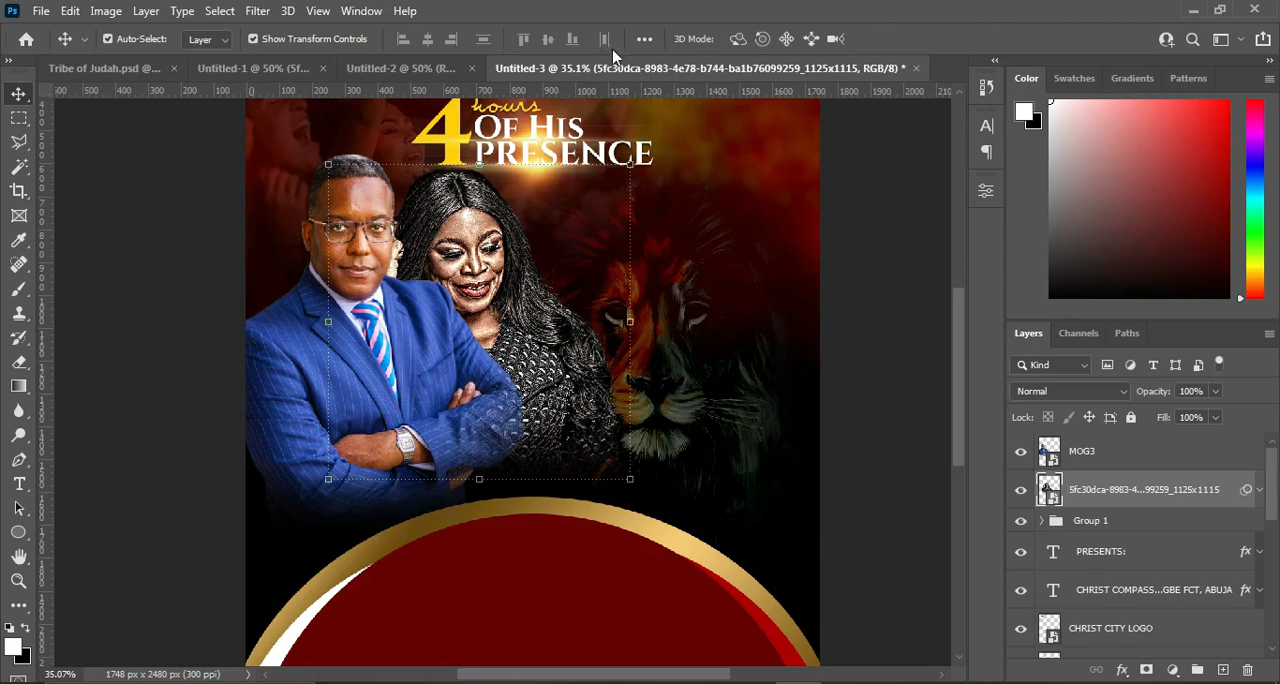 File Edit Image Layer Type Select Filter 3D View Window Help
Auto-Select: Layer Show Transform Controls 3D Mode:
Tribe of Judah.psd @... × Untitled-1 @ 50% (5f... × Untitled-2 @ 50% (R... × Untitled-3 @ 35.1% (5fc30dca-8983-4e78-b744-ba1b76099259_1125x1115, RGB/8) * ×
Color Swatches Gradients Patterns
4 hours
OF HIS
PRESENCE
Layers Channels Paths
Kind
Normal Opacity: 100%
Lock: Fill: 100%
MOG3
5fc30dca-8983-4...99259_1125x1115
Group 1
PRESENTS:
CHRIST COMPASS...GBE FCT, ABUJA
CHRIST CITY LOGO
35.07% 1748 px x 2480 px (300 ppi)